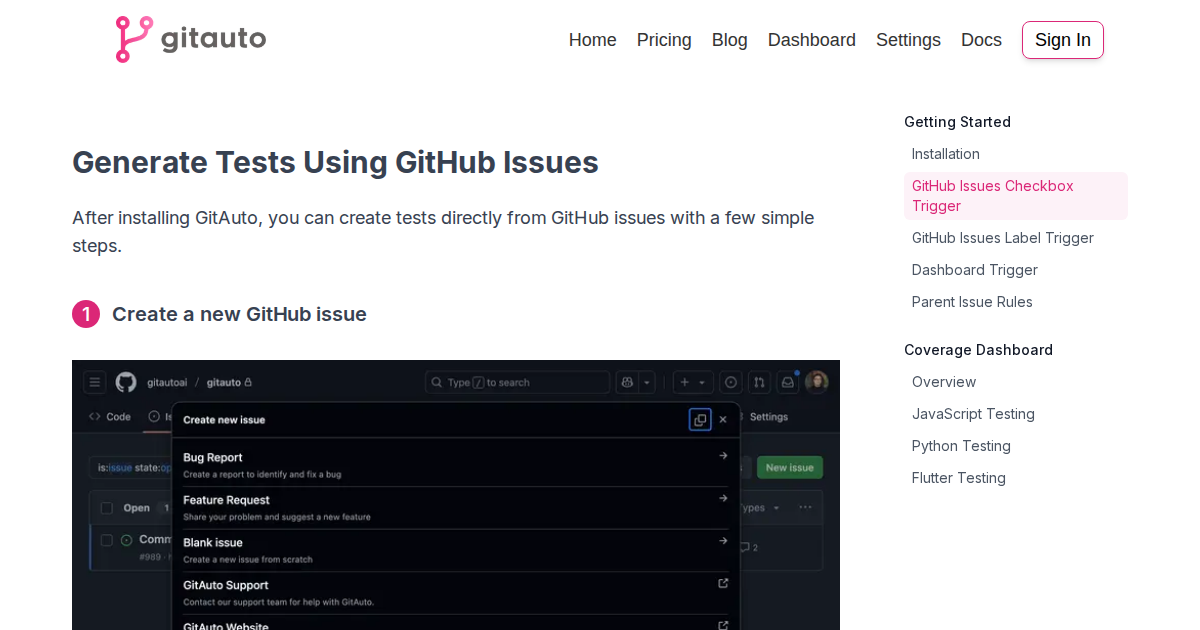 gitauto
Home Pricing Blog Dashboard Settings Docs Sign In
Generate Tests Using GitHub Issues
After installing GitAuto, you can create tests directly from GitHub issues with a few simple
steps.
1 Create a new GitHub issue
gitautoai / gitauto
Type / to search
Code
Settings
Create new issue
is:issue
New issue
Bug Report
Create a report to identify and fix a bug
Feature Request
Share your problem and suggest a new feature
Open 1
Blank issue
Create a new issue from scratch
#989
2
GitAuto Support
Contact our support team for help with GitAuto.
GitAuto Website
Getting Started
Installation
GitHub Issues Checkbox
Trigger
GitHub Issues Label Trigger
Dashboard Trigger
Parent Issue Rules
Coverage Dashboard
Overview
JavaScript Testing
Python Testing
Flutter Testing